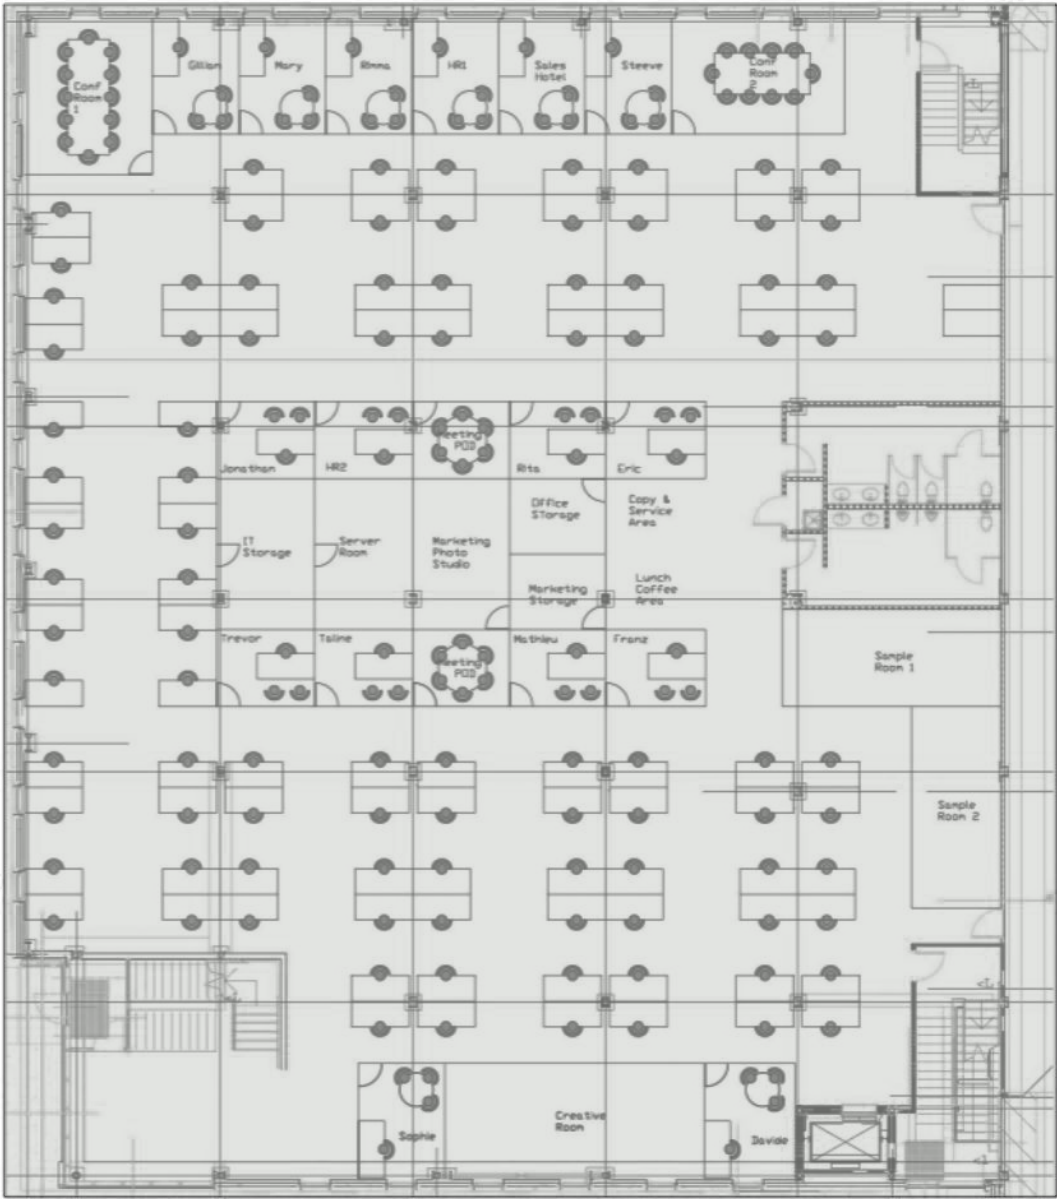 Gillian
Mary
Rimma
HR1
Sales
Hotel
Steeve
Conf
Room
2
Conf
Room
1
Meeting
POD
Jonathan
HR2
Rita
Eric
Office
Storage
Copy &
Service
Area
IT
Storage
Server
Room
Marketing
Photo
Studio
Marketing
Storage
Lunch
Coffee
Area
Trevor
Taline
Meeting
POD
Mathieu
Franz
Sample
Room 1
Sample
Room 2
Sophie
Creative
Room
Davide